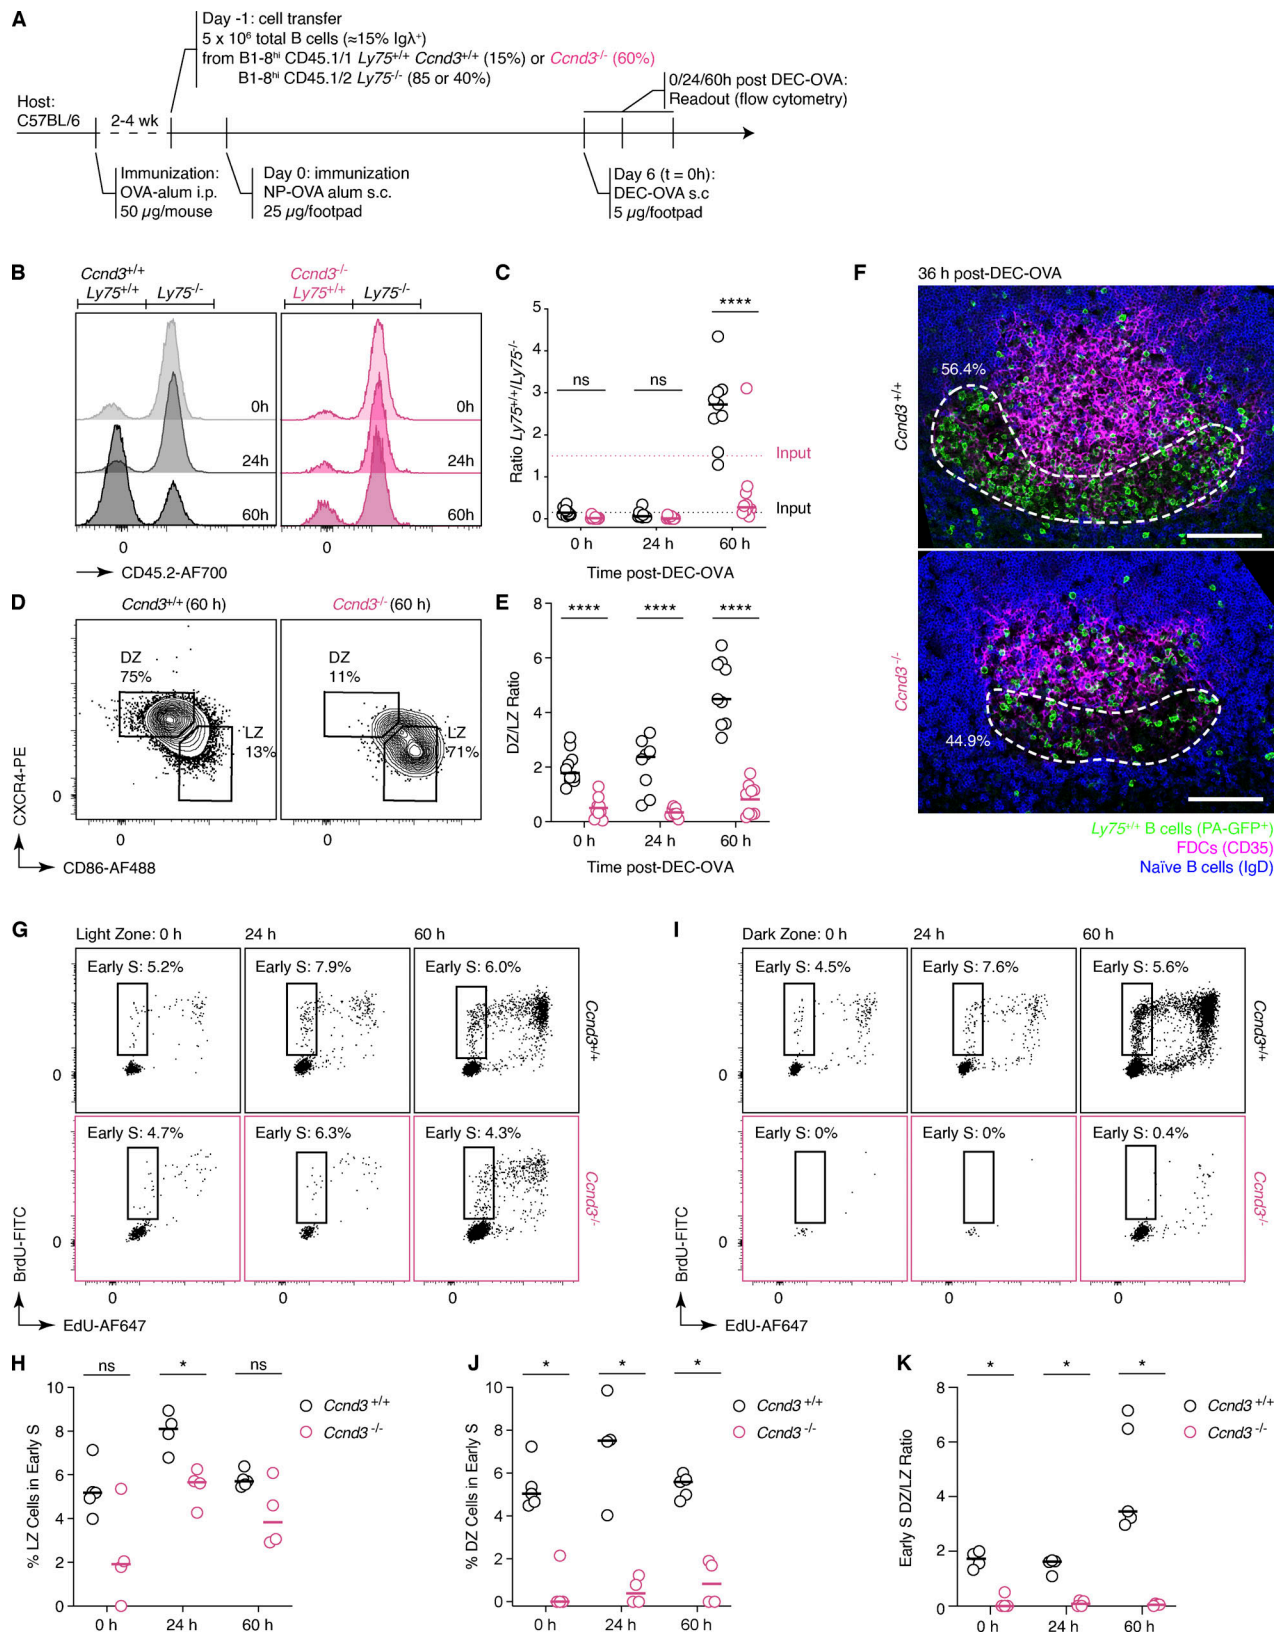 A
Day -1: cell transfer
5 x 10⁶ total B cells (≈15% Igλ⁺)
from B1-8ʰⁱ CD45.1/1 Ly75⁺/⁺ Ccnd3⁺/⁺ (15%) or Ccnd3⁻/⁻ (60%)
B1-8ʰⁱ CD45.1/2 Ly75⁻/⁻ (85 or 40%)
0/24/60h post DEC-OVA:
Readout (flow cytometry)
Host:
C57BL/6
2-4 wk
Immunization:
OVA-alum i.p.
50 µg/mouse
Day 0: immunization
NP-OVA alum s.c.
25 µg/footpad
Day 6 (t = 0h):
DEC-OVA s.c
5 µg/footpad
B
Ccnd3⁺/⁺
Ly75⁺/⁺
Ly75⁻/⁻
Ccnd3⁻/⁻
Ly75⁺/⁺
Ly75⁻/⁻
0h
24h
60h
0h
24h
60h
0
0
CD45.2-AF700
C
Ratio Ly75⁺/⁺/Ly75⁻/⁻
5
4
3
2
1
0
ns
ns
****
Input
Input
0 h
24 h
60 h
Time post-DEC-OVA
D
Ccnd3⁺/⁺ (60 h)
Ccnd3⁻/⁻ (60 h)
DZ
75%
LZ
13%
DZ
11%
LZ
71%
CXCR4-PE
0
0
0
CD86-AF488
E
DZ/LZ Ratio
8
6
4
2
0
****
****
****
0 h
24 h
60 h
Time post-DEC-OVA
F
36 h post-DEC-OVA
Ccnd3⁺/⁺
56.4%
Ccnd3⁻/⁻
44.9%
Ly75⁺/⁺ B cells (PA-GFP⁺)
FDCs (CD35)
Naïve B cells (IgD)
G
Light Zone: 0 h
24 h
60 h
Early S: 5.2%
Early S: 7.9%
Early S: 6.0%
Ccnd3⁺/⁺
0
Early S: 4.7%
Early S: 6.3%
Early S: 4.3%
Ccnd3⁻/⁻
0
BrdU-FITC
0
0
0
EdU-AF647
I
Dark Zone: 0 h
24 h
60 h
Early S: 4.5%
Early S: 7.6%
Early S: 5.6%
Ccnd3⁺/⁺
0
Early S: 0%
Early S: 0%
Early S: 0.4%
Ccnd3⁻/⁻
0
BrdU-FITC
0
0
0
EdU-AF647
H
% LZ Cells in Early S
10
8
6
4
2
0
ns
*
ns
Ccnd3⁺/⁺
Ccnd3⁻/⁻
0 h
24 h
60 h
J
% DZ Cells in Early S
10
8
6
4
2
0
*
*
*
Ccnd3⁺/⁺
Ccnd3⁻/⁻
0 h
24 h
60 h
K
Early S DZ/LZ Ratio
8
6
4
2
0
*
*
*
Ccnd3⁺/⁺
Ccnd3⁻/⁻
0 h
24 h
60 h